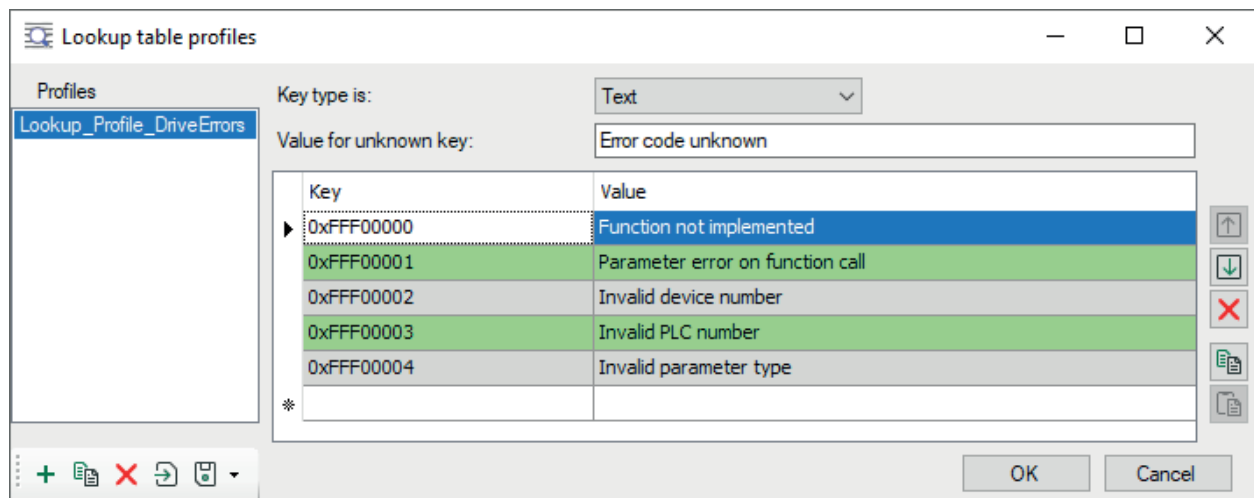 Lookup table profiles
Profiles
Lookup_Profile_DriveErrors
Key type is: Text
Value for unknown key: Error code unknown
Key Value
0xFFF00000 Function not implemented
0xFFF00001 Parameter error on function call
0xFFF00002 Invalid device number
0xFFF00003 Invalid PLC number
0xFFF00004 Invalid parameter type
OK Cancel